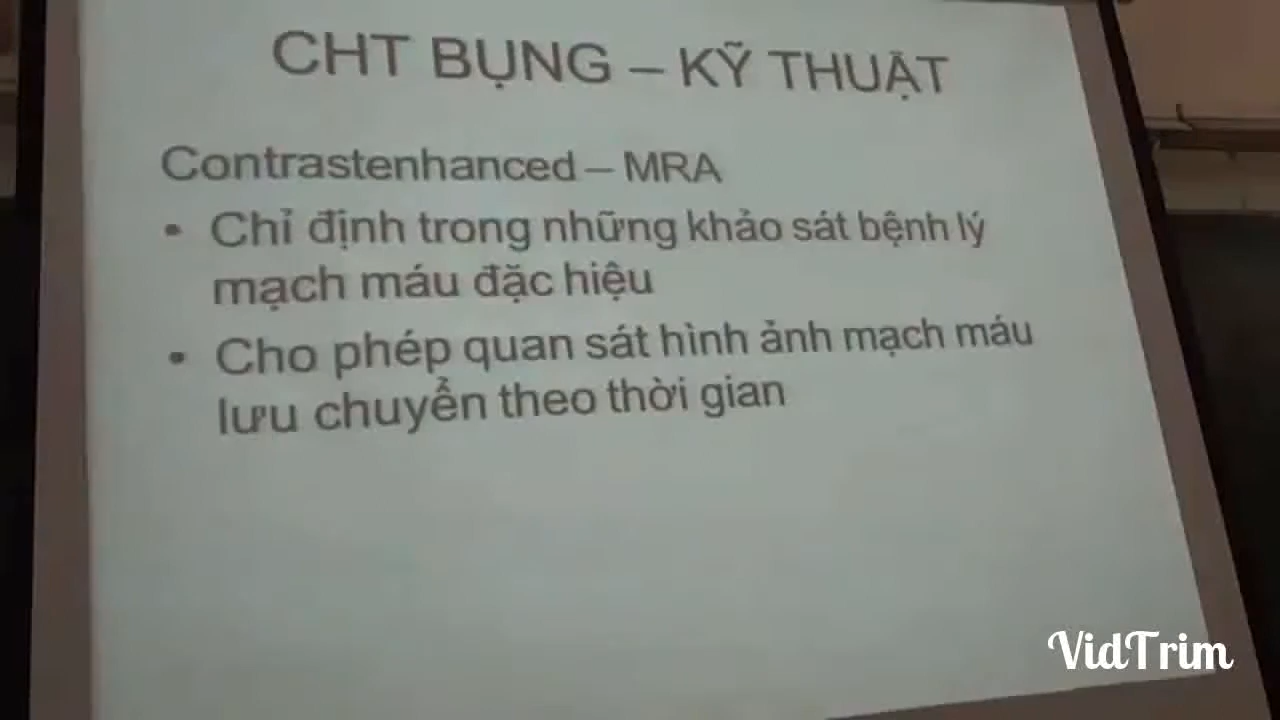 CHT BỤNG – KỸ THUẬT
Contrastenhanced – MRA
• Chỉ định trong những khảo sát bệnh lý
mạch máu đặc hiệu
• Cho phép quan sát hình ảnh mạch máu
lưu chuyển theo thời gian
VidTrim